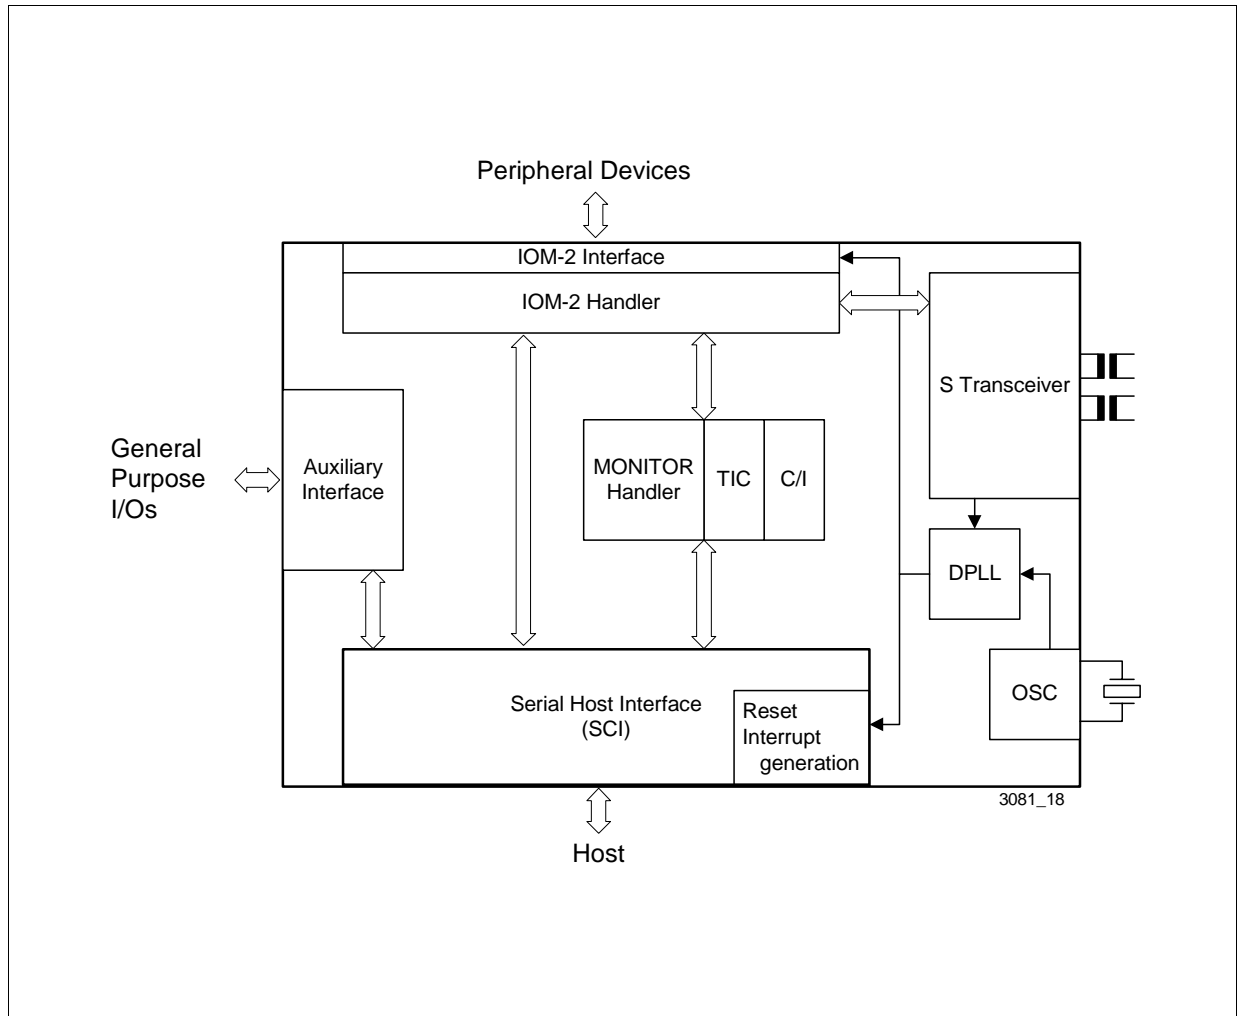 Peripheral Devices
IOM-2 Interface
IOM-2 Handler
S Transceiver
General
Purpose
I/Os
Auxiliary
Interface
MONITOR
Handler
TIC
C/I
DPLL
OSC
Serial Host Interface
(SCI)
Reset
Interrupt
generation
3081_18
Host